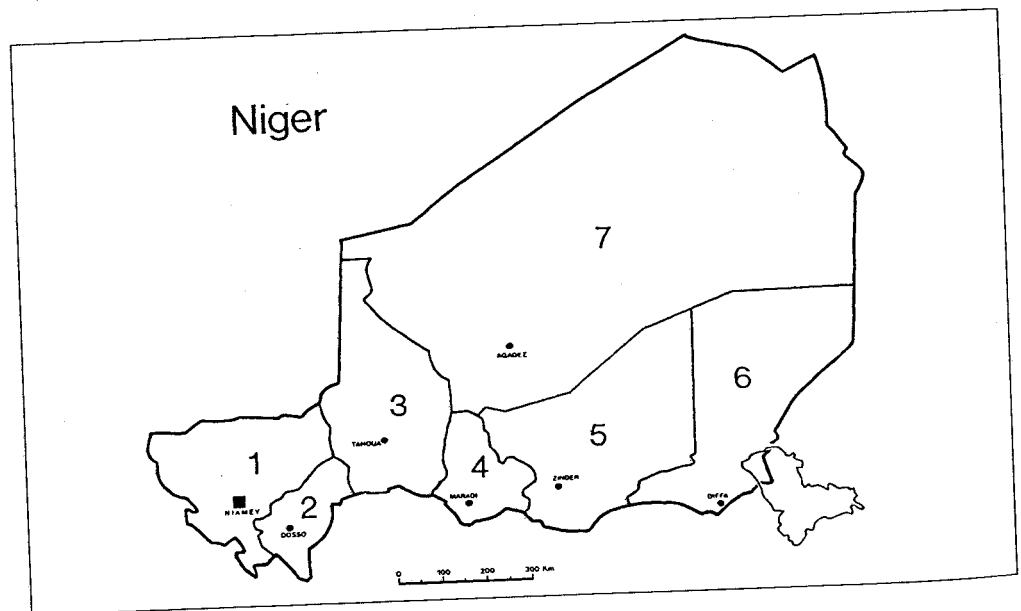 Niger
7
AGADEZ
6
3
TAHOUA
5
4
ZINDER
MARADI
DIFFA
1
NIAMEY
2
DOSSO
0 100 200 300 Km